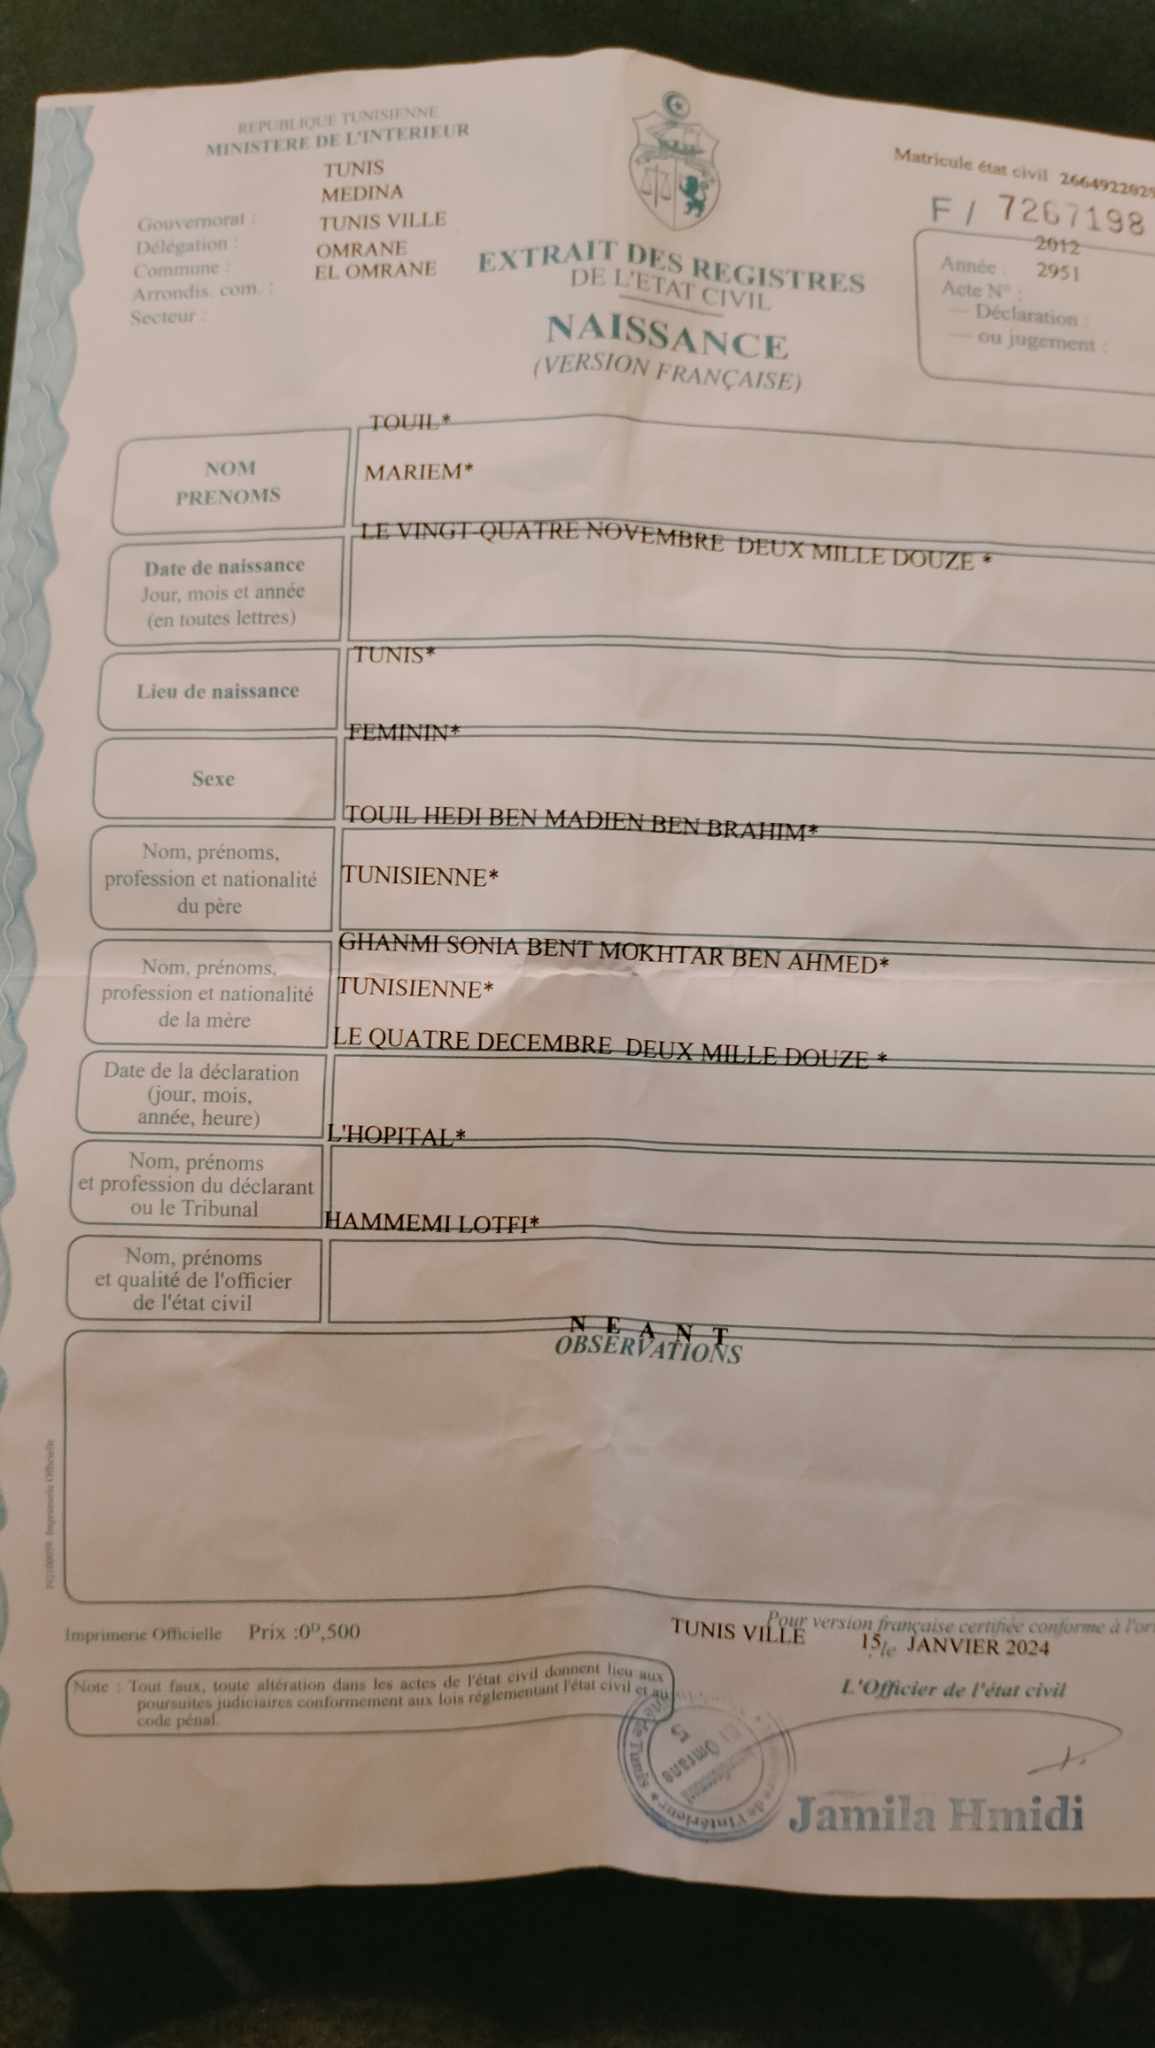 REPUBLIQUE TUNISIENNE
MINISTERE DE L'INTERIEUR
TUNIS
MEDINA
Gouvernorat :
TUNIS VILLE
Délégation :
OMRANE
Commune :
EL OMRANE
Arrondis. com. :
Secteur :
EXTRAIT DES REGISTRES
DE L'ETAT CIVIL
NAISSANCE
(VERSION FRANÇAISE)
Matricule état civil
F / 7267198
2012
Année :
2951
Acte N° :
— Déclaration :
— ou jugement :
TOUIL*
NOM
PRENOMS
MARIEM*
LE VINGT-QUATRE NOVEMBRE DEUX MILLE DOUZE *
Date de naissance
Jour, mois et année
(en toutes lettres)
TUNIS*
Lieu de naissance
FEMININ*
Sexe
TOUIL HEDI BEN MADIEN BEN BRAHIM*
Nom, prénoms,
profession et nationalité
du père
TUNISIENNE*
GHANMI SONIA BENT MOKHTAR BEN AHMED*
Nom, prénoms,
profession et nationalité
de la mère
TUNISIENNE*
LE QUATRE DECEMBRE DEUX MILLE DOUZE *
Date de la déclaration
(jour, mois,
année, heure)
L'HOPITAL*
Nom, prénoms
et profession du déclarant
ou le Tribunal
HAMMEMI LOTFI*
Nom, prénoms
et qualité de l'officier
de l'état civil
N E A N T
OBSERVATIONS
Imprimerie Officielle
Imprimerie Officielle Prix :0ᴰ,500
Pour version française certifiée conforme à
TUNIS VILLE 15 le JANVIER 2024
L'Officier de l'état civil
Note : Tout faux, toute altération dans les actes de l'état civil donnent lieu aux
poursuites judiciaires conformement aux lois réglementant l'état civil et au
code pénal.
de l'Intérieur
de Tunis
El Omrane
5
Jamila Hmidi